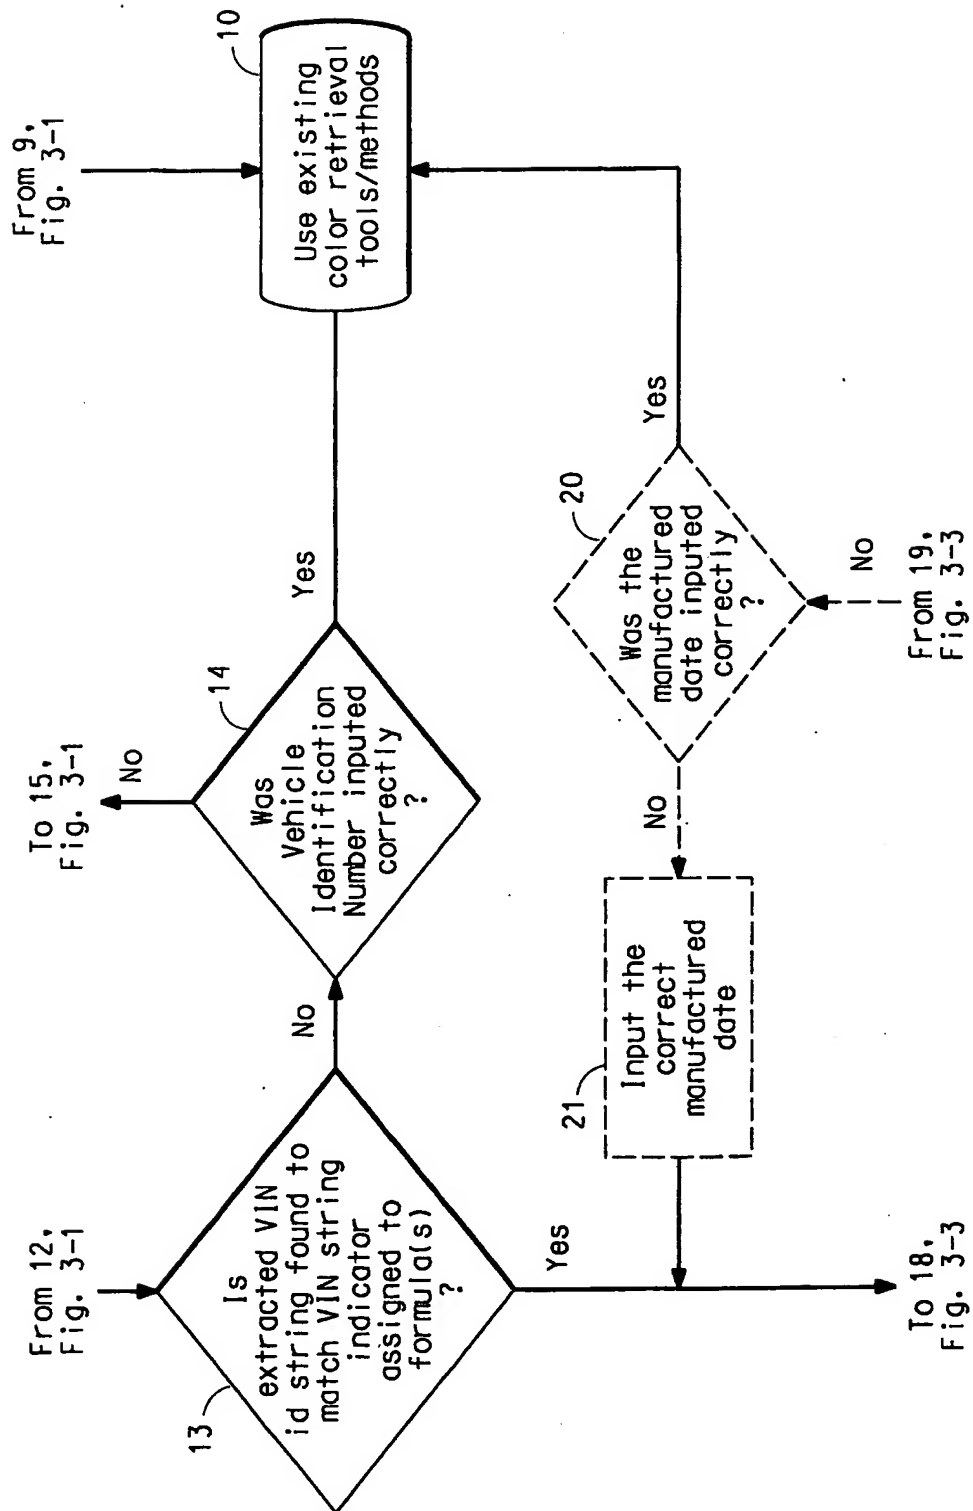 From 12,
Fig. 3-1
13
Is
extracted VIN
id string found to
match VIN string
indicator
assigned to
formula(s)
?
No
Yes
To 15,
Fig. 3-1
No
14
Was
Vehicle
Identification
Number inputed
correctly
?
Yes
From 9,
Fig. 3-1
10
Use existing
color retrieval
tools/methods
21
Input the
correct
manufactured
date
No
20
Was the
manufactured
date inputed
correctly
?
Yes
No
From 19,
Fig. 3-3
To 18,
Fig. 3-3